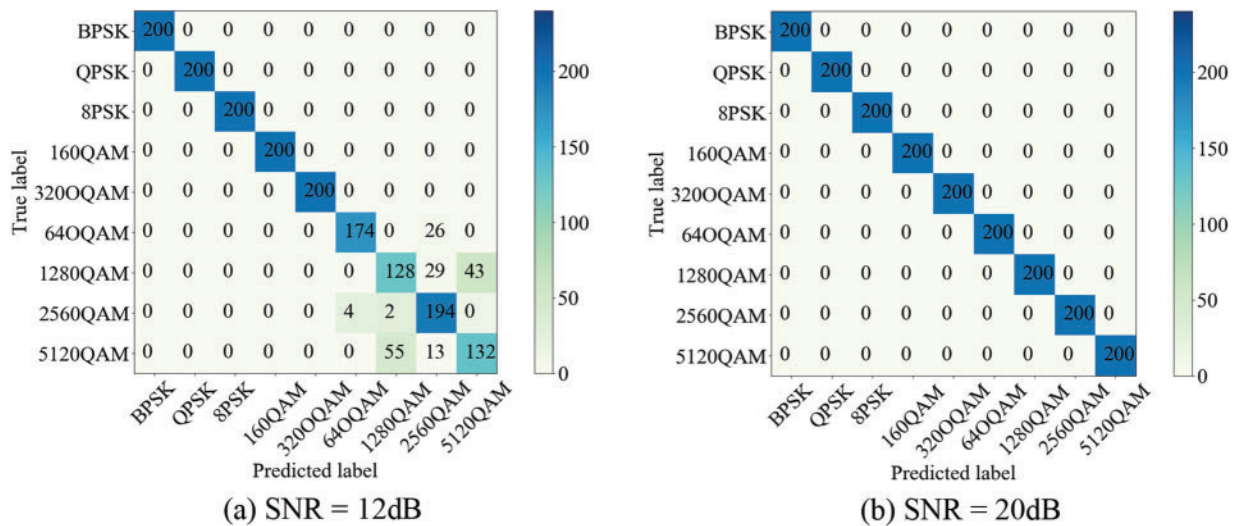 BPSK 200 0 0 0 0 0 0 0 0
QPSK 0 200 0 0 0 0 0 0 0
8PSK 0 0 200 0 0 0 0 0 0
160QAM 0 0 0 200 0 0 0 0 0
320OQAM 0 0 0 0 200 0 0 0 0
64OQAM 0 0 0 0 0 174 0 26 0
1280QAM 0 0 0 0 0 0 128 29 43
2560QAM 0 0 0 0 0 4 2 194 0
5120QAM 0 0 0 0 0 0 55 13 132
True label
BPSK QPSK 8PSK 160QAM 320OQAM 64OQAM 1280QAM 2560QAM 5120QAM
Predicted label
200
150
100
50
0
(a) SNR = 12dB
BPSK 200 0 0 0 0 0 0 0 0
QPSK 0 200 0 0 0 0 0 0 0
8PSK 0 0 200 0 0 0 0 0 0
160QAM 0 0 0 200 0 0 0 0 0
320OQAM 0 0 0 0 200 0 0 0 0
64OQAM 0 0 0 0 0 200 0 0 0
1280QAM 0 0 0 0 0 0 200 0 0
2560QAM 0 0 0 0 0 0 0 200 0
5120QAM 0 0 0 0 0 0 0 0 200
True label
BPSK QPSK 8PSK 160QAM 320OQAM 64OQAM 1280QAM 2560QAM 5120QAM
Predicted label
200
150
100
50
0
(b) SNR = 20dB